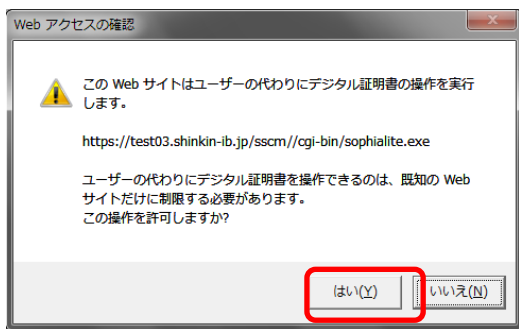 Web アクセスの確認
この Web サイトはユーザーの代わりにデジタル証明書の操作を実行
します。
https://test03.shinkin-ib.jp/sscm//cgi-bin/sophialite.exe
ユーザーの代わりにデジタル証明書を操作できるのは、既知の Web
サイトだけに制限する必要があります。
この操作を許可しますか?
はい(Y) いいえ(N)